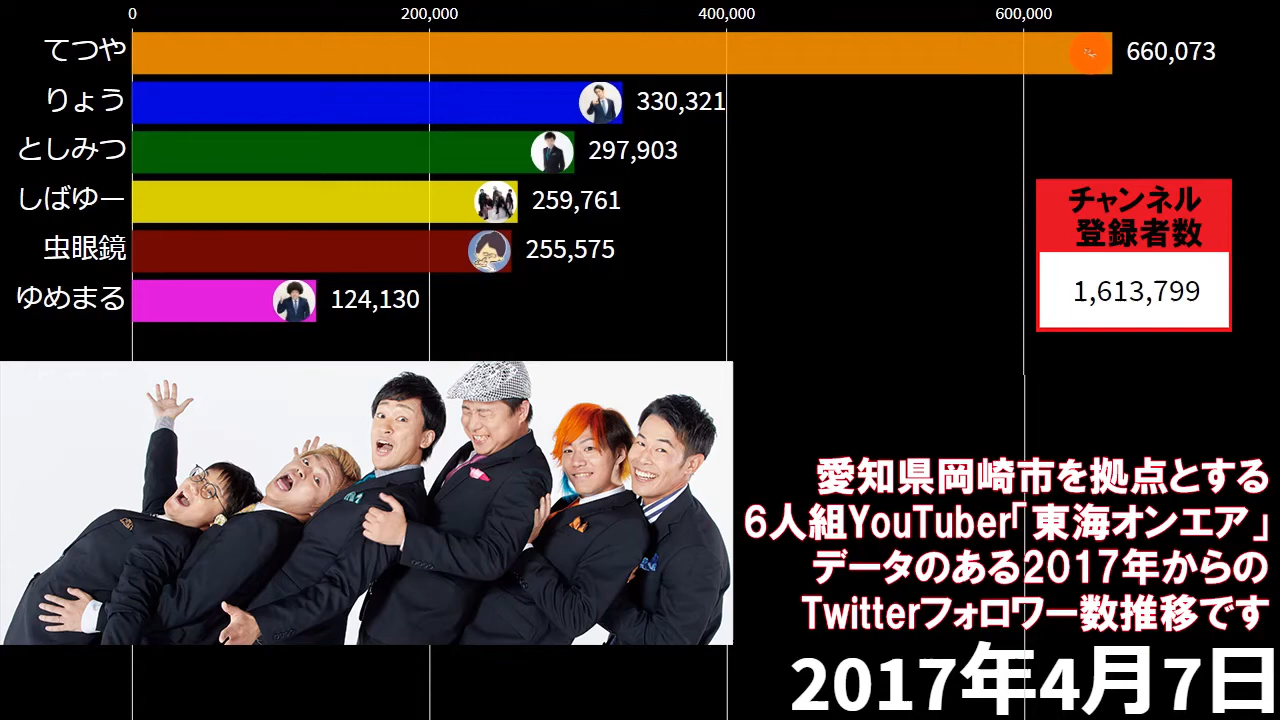 0 200,000 400,000 600,000
てつや 660,073
りょう 330,321
としみつ 297,903
しばゆー 259,761
虫眼鏡 255,575
ゆめまる 124,130
チャンネル
登録者数
1,613,799
愛知県岡崎市を拠点とする
6人組YouTuber「東海オンエア」
データのある2017年からの
Twitterフォロワー数推移です
2017年4月7日